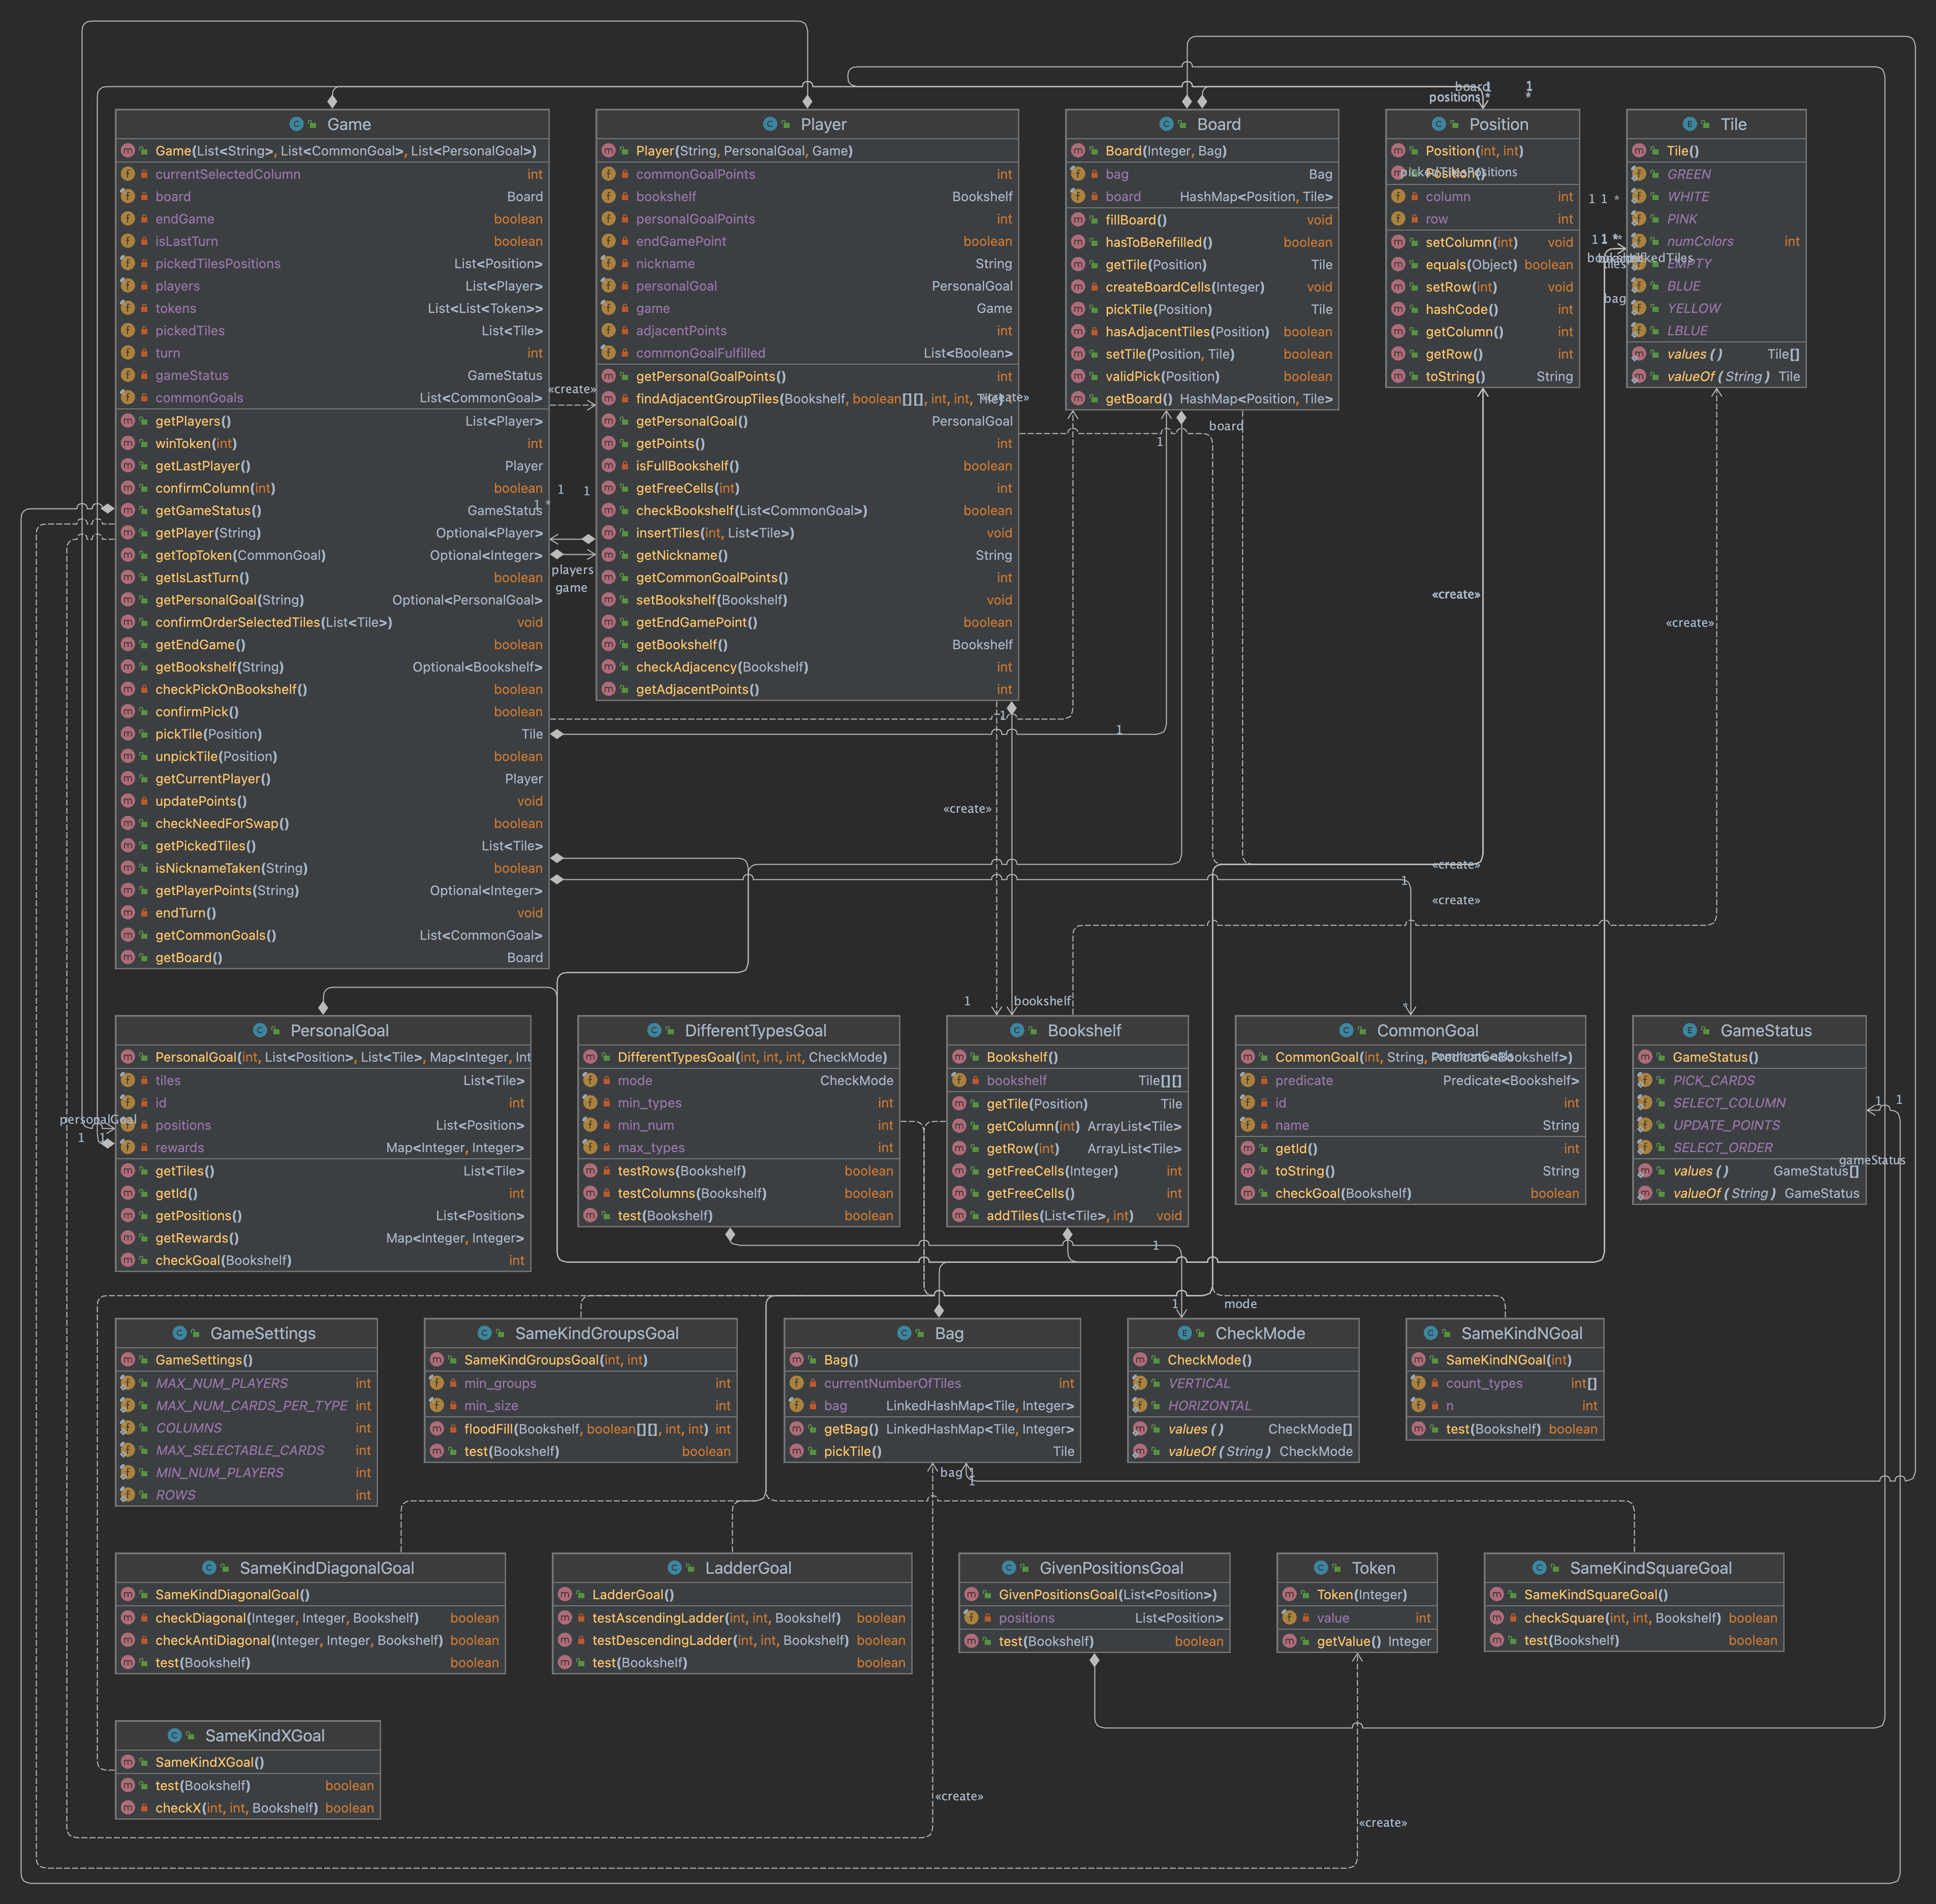 Game
Game(List<String>, List<CommonGoal>, List<PersonalGoal>)
currentSelectedColumn int
board Board
endGame boolean
isLastTurn boolean
pickedTilesPositions List<Position>
players List<Player>
tokens List<List<Token>>
pickedTiles List<Tile>
turn int
gameStatus GameStatus
commonGoals List<CommonGoal>
getPlayers() List<Player>
winToken(int) int
getLastPlayer() Player
confirmColumn(int) boolean
getGameStatus() GameStatus
getPlayer(String) Optional<Player>
getTopToken(CommonGoal) Optional<Integer>
getIsLastTurn() boolean
getPersonalGoal(String) Optional<PersonalGoal>
confirmOrderSelectedTiles(List<Tile>) void
getEndGame() boolean
getBookshelf(String) Optional<Bookshelf>
checkPickOnBookshelf() boolean
confirmPick() boolean
pickTile(Position) Tile
unpickTile(Position) boolean
getCurrentPlayer() Player
updatePoints() void
checkNeedForSwap() boolean
getPickedTiles() List<Tile>
isNicknameTaken(String) boolean
getPlayerPoints(String) Optional<Integer>
endTurn() void
getCommonGoals() List<CommonGoal>
getBoard() Board
«create»
1
1
1 *
players
game
Player
Player(String, PersonalGoal, Game)
commonGoalPoints int
bookshelf Bookshelf
personalGoalPoints int
endGamePoint boolean
nickname String
personalGoal PersonalGoal
game Game
adjacentPoints int
commonGoalFulfilled List<Boolean>
getPersonalGoalPoints() int
findAdjacentGroupTiles(Bookshelf, boolean[][], int, int, Tile)
«create»
getPersonalGoal() PersonalGoal
getPoints() int
isFullBookshelf() boolean
getFreeCells(int) int
checkBookshelf(List<CommonGoal>) boolean
insertTiles(int, List<Tile>) void
getNickname() String
getCommonGoalPoints() int
setBookshelf(Bookshelf) void
getEndGamePoint() boolean
getBookshelf() Bookshelf
checkAdjacency(Bookshelf) int
getAdjacentPoints() int
1
1
«create»
Board
Board(Integer, Bag)
bag Bag
board HashMap<Position, Tile>
fillBoard() void
hasToBeRefilled() boolean
getTile(Position) Tile
createBoardCells(Integer) void
pickTile(Position) Tile
hasAdjacentTiles(Position) boolean
setTile(Position, Tile) boolean
validPick(Position) boolean
getBoard() HashMap<Position, Tile>
board
1
board 1
1
positions *
*
Position
Position(int, int)
Position()
pickedTilesPositions
column int
row int
setColumn(int) void
equals(Object) boolean
setRow(int) void
hashCode() int
getColumn() int
getRow() int
toString() String
«create»
«create»
«create»
1 1 *
1 1 *
tiles
bag
Tile
Tile()
GREEN
WHITE
PINK
numColors int
EMPTY
BLUE
YELLOW
LBLUE
values() Tile[]
valueOf(String) Tile
«create»
PersonalGoal
PersonalGoal(int, List<Position>, List<Tile>, Map<Integer, Int
tiles List<Tile>
id int
positions List<Position>
rewards Map<Integer, Integer>
getTiles() List<Tile>
getId() int
getPositions() List<Position>
getRewards() Map<Integer, Integer>
checkGoal(Bookshelf) int
personalGoal
1 1
DifferentTypesGoal
DifferentTypesGoal(int, int, int, CheckMode)
mode CheckMode
min_types int
min_num int
max_types int
testRows(Bookshelf) boolean
testColumns(Bookshelf) boolean
test(Bookshelf) boolean
1
bookshelf
Bookshelf
Bookshelf()
bookshelf Tile[][]
getTile(Position) Tile
getColumn(int) ArrayList<Tile>
getRow(int) ArrayList<Tile>
getFreeCells(Integer) int
getFreeCells() int
addTiles(List<Tile>, int) void
1
*
CommonGoal
CommonGoal(int, String, Predicate<Bookshelf>)
commonGoals
predicate Predicate<Bookshelf>
id int
name String
getId() int
toString() String
checkGoal(Bookshelf) boolean
GameStatus
GameStatus()
PICK_CARDS
SELECT_COLUMN
UPDATE_POINTS
SELECT_ORDER
values() GameStatus[]
valueOf(String) GameStatus
1 1
gameStatus
GameSettings
GameSettings()
MAX_NUM_PLAYERS int
MAX_NUM_CARDS_PER_TYPE int
COLUMNS int
MAX_SELECTABLE_CARDS int
MIN_NUM_PLAYERS int
ROWS int
SameKindGroupsGoal
SameKindGroupsGoal(int, int)
min_groups int
min_size int
floodFill(Bookshelf, boolean[][], int, int) int
test(Bookshelf) boolean
Bag
Bag()
currentNumberOfTiles int
bag LinkedHashMap<Tile, Integer>
getBag() LinkedHashMap<Tile, Integer>
pickTile() Tile
bag 1
1
1
1
mode
CheckMode
CheckMode()
VERTICAL
HORIZONTAL
values() CheckMode[]
valueOf(String) CheckMode
SameKindNGoal
SameKindNGoal(int)
count_types int[]
n int
test(Bookshelf) boolean
SameKindDiagonalGoal
SameKindDiagonalGoal()
checkDiagonal(Integer, Integer, Bookshelf) boolean
checkAntiDiagonal(Integer, Integer, Bookshelf) boolean
test(Bookshelf) boolean
LadderGoal
LadderGoal()
testAscendingLadder(int, int, Bookshelf) boolean
testDescendingLadder(int, int, Bookshelf) boolean
test(Bookshelf) boolean
GivenPositionsGoal
GivenPositionsGoal(List<Position>)
positions List<Position>
test(Bookshelf) boolean
Token
Token(Integer)
value int
getValue() Integer
SameKindSquareGoal
SameKindSquareGoal()
checkSquare(int, int, Bookshelf) boolean
test(Bookshelf) boolean
SameKindXGoal
SameKindXGoal()
test(Bookshelf) boolean
checkX(int, int, Bookshelf) boolean
«create»
«create»